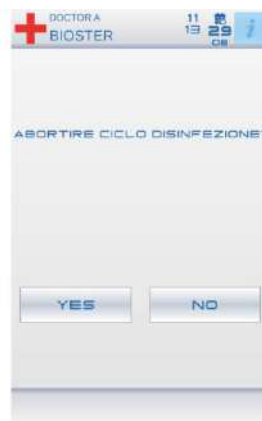 DOCTOR A
BIOSTER
11
13
29
08
i
ABORTIRE CICLO DISINFEZIONE?
YES
NO